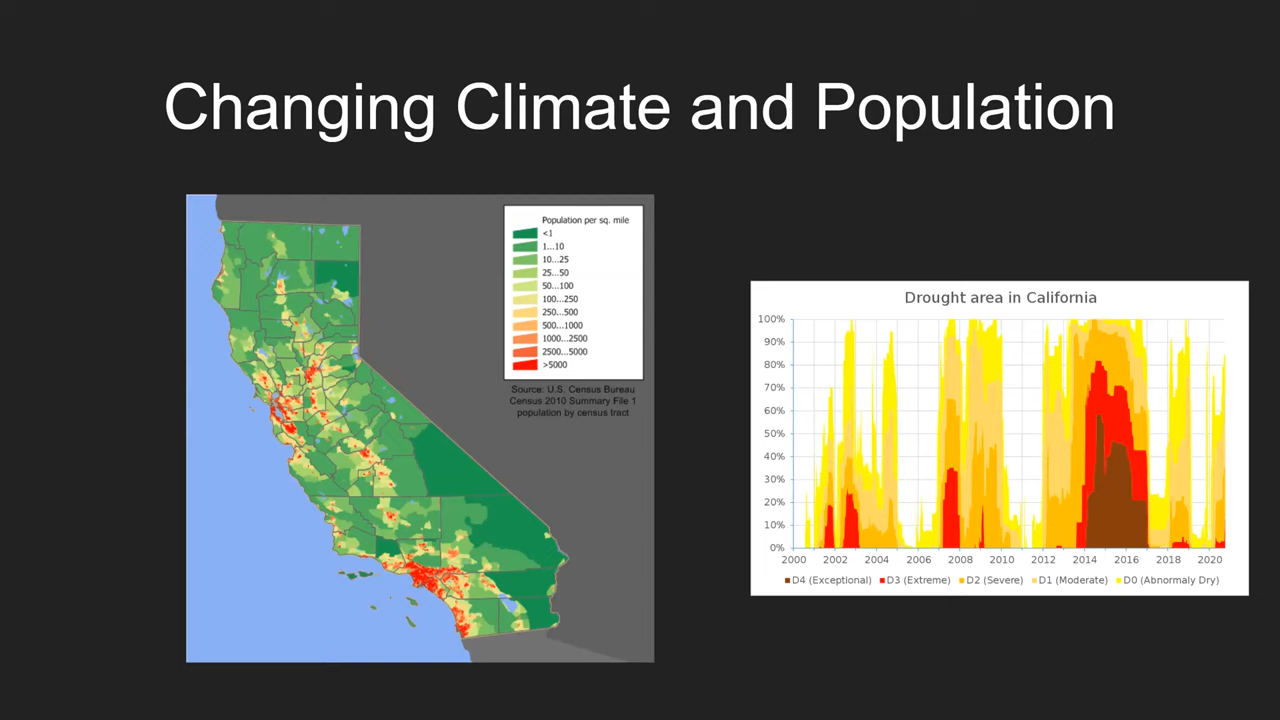 Changing Climate and Population
Population per sq. mile
<1
1...10
10...25
25...50
50...100
100...250
250...500
500...1000
1000...2500
2500...5000
>5000
Source: U.S. Census Bureau
Census 2010 Summary File 1
population by census tract
Drought area in California
100%
90%
80%
70%
60%
50%
40%
30%
20%
10%
0%
2000 2002 2004 2006 2008 2010 2012 2014 2016 2018 2020
D4 (Exceptional) D3 (Extreme) D2 (Severe) D1 (Moderate) D0 (Abnormaly Dry)